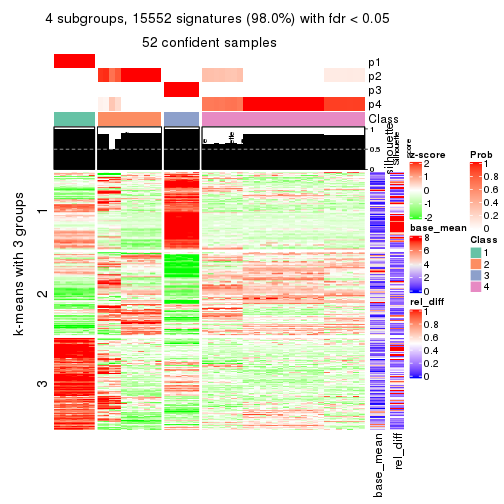 4 subgroups, 15552 signatures (98.0%) with fdr < 0.05
52 confident samples
p1
p2
p3
p4
Class
1
0.5
0
silhouette
k-means with 3 groups
1
2
3
base_mean
rel_diff
z-score
2
1
0
-1
-2
base_mean
8
6
4
2
0
rel_diff
1
0.8
0.6
0.4
0.2
0
Prob
1
0.8
0.6
0.4
0.2
0
Class
1
2
3
4